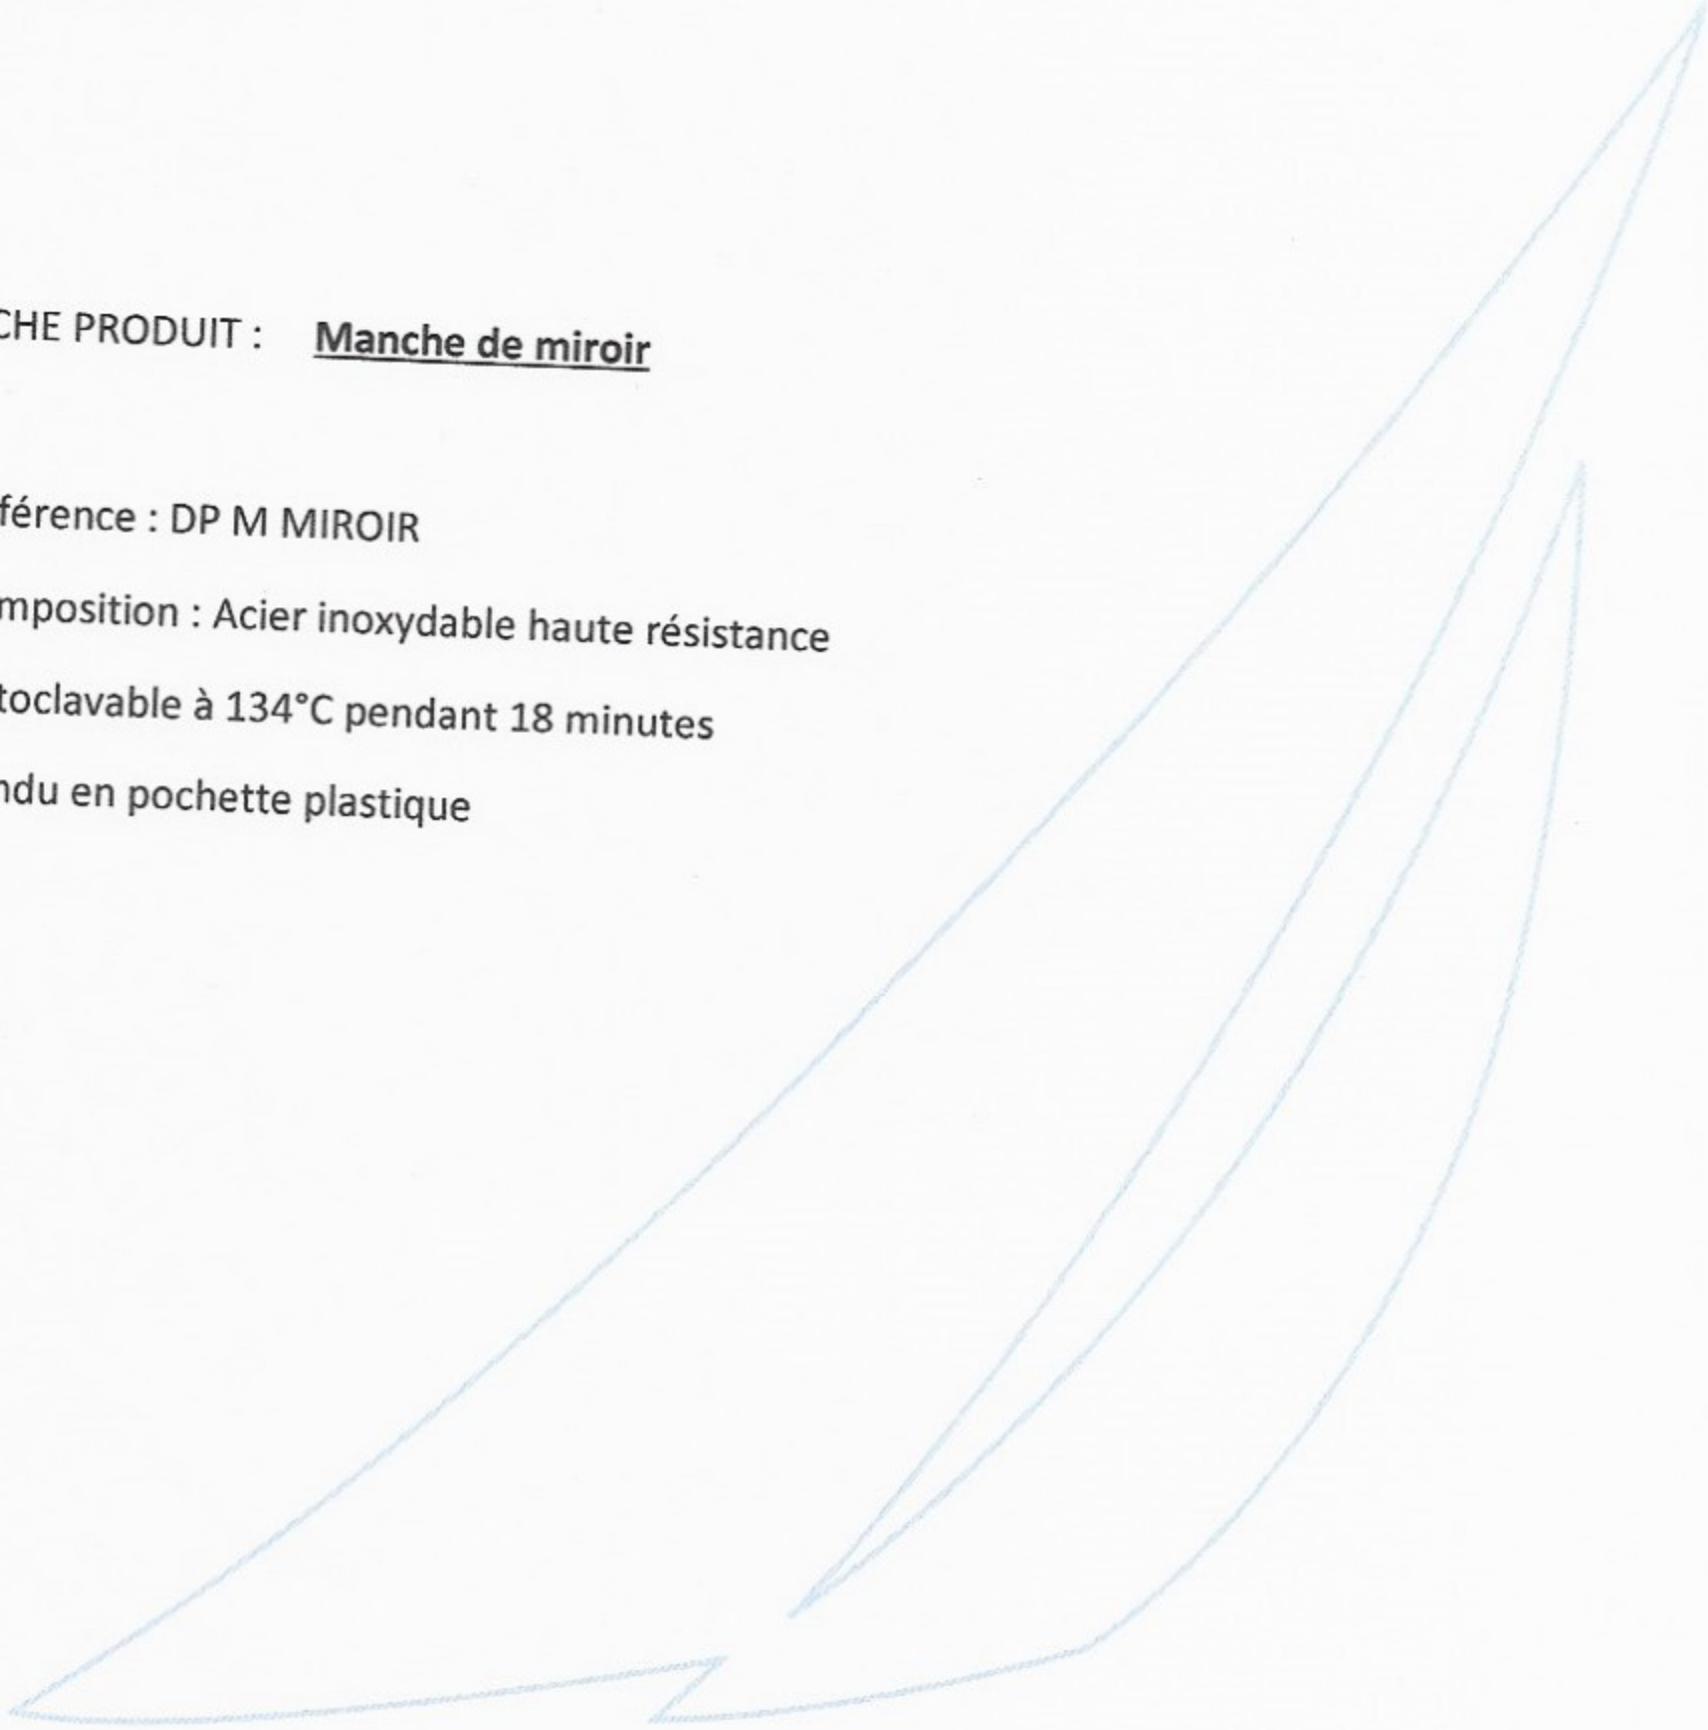 CHE PRODUIT : Manche de miroir
férence : DP M MIROIR
mposition : Acier inoxydable haute résistance
toclavable à 134°C pendant 18 minutes
ndu en pochette plastique